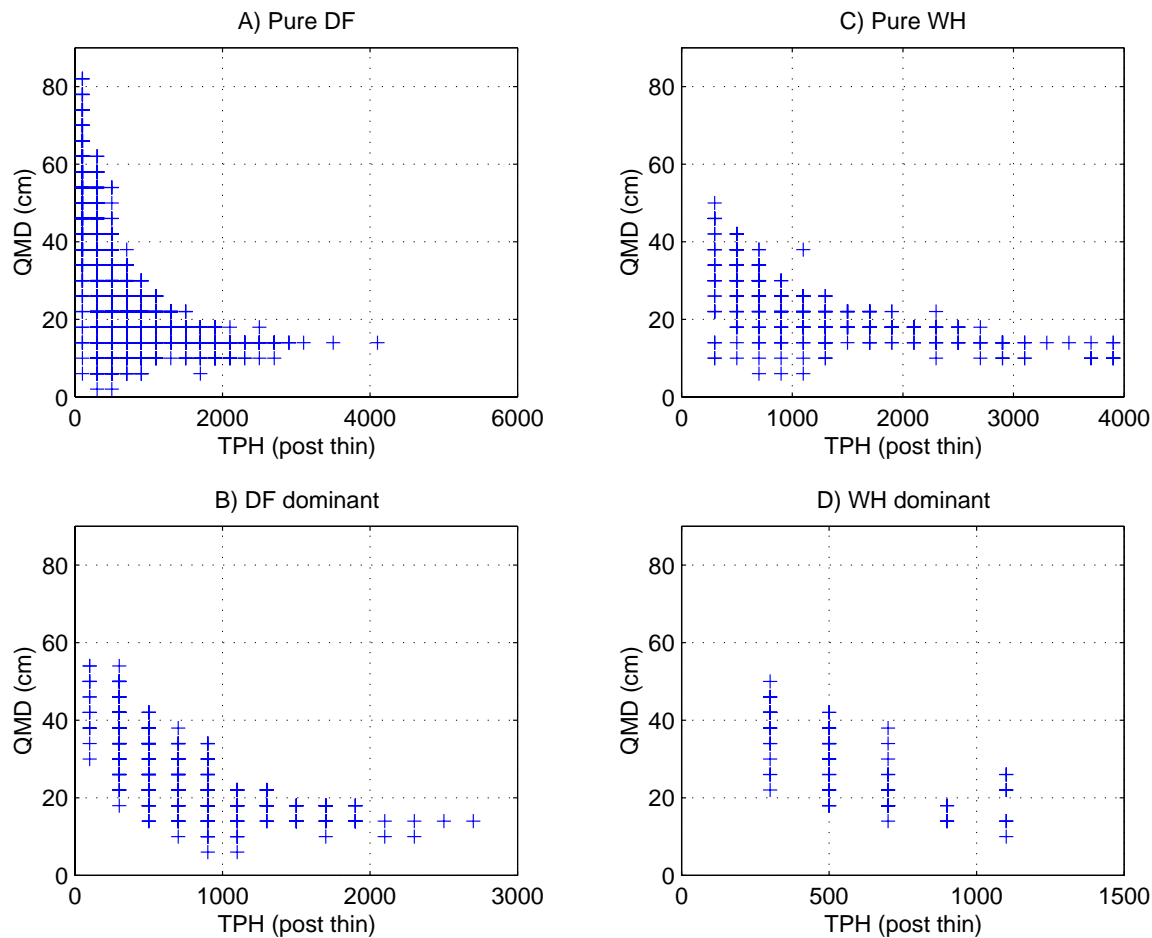 A) Pure DF
80
60
40
20
0
QMD (cm)
0 2000 4000 6000
TPH (post thin)
C) Pure WH
80
60
40
20
0
QMD (cm)
0 1000 2000 3000 4000
TPH (post thin)
B) DF dominant
80
60
40
20
0
QMD (cm)
0 1000 2000 3000
TPH (post thin)
D) WH dominant
80
60
40
20
0
QMD (cm)
0 500 1000 1500
TPH (post thin)